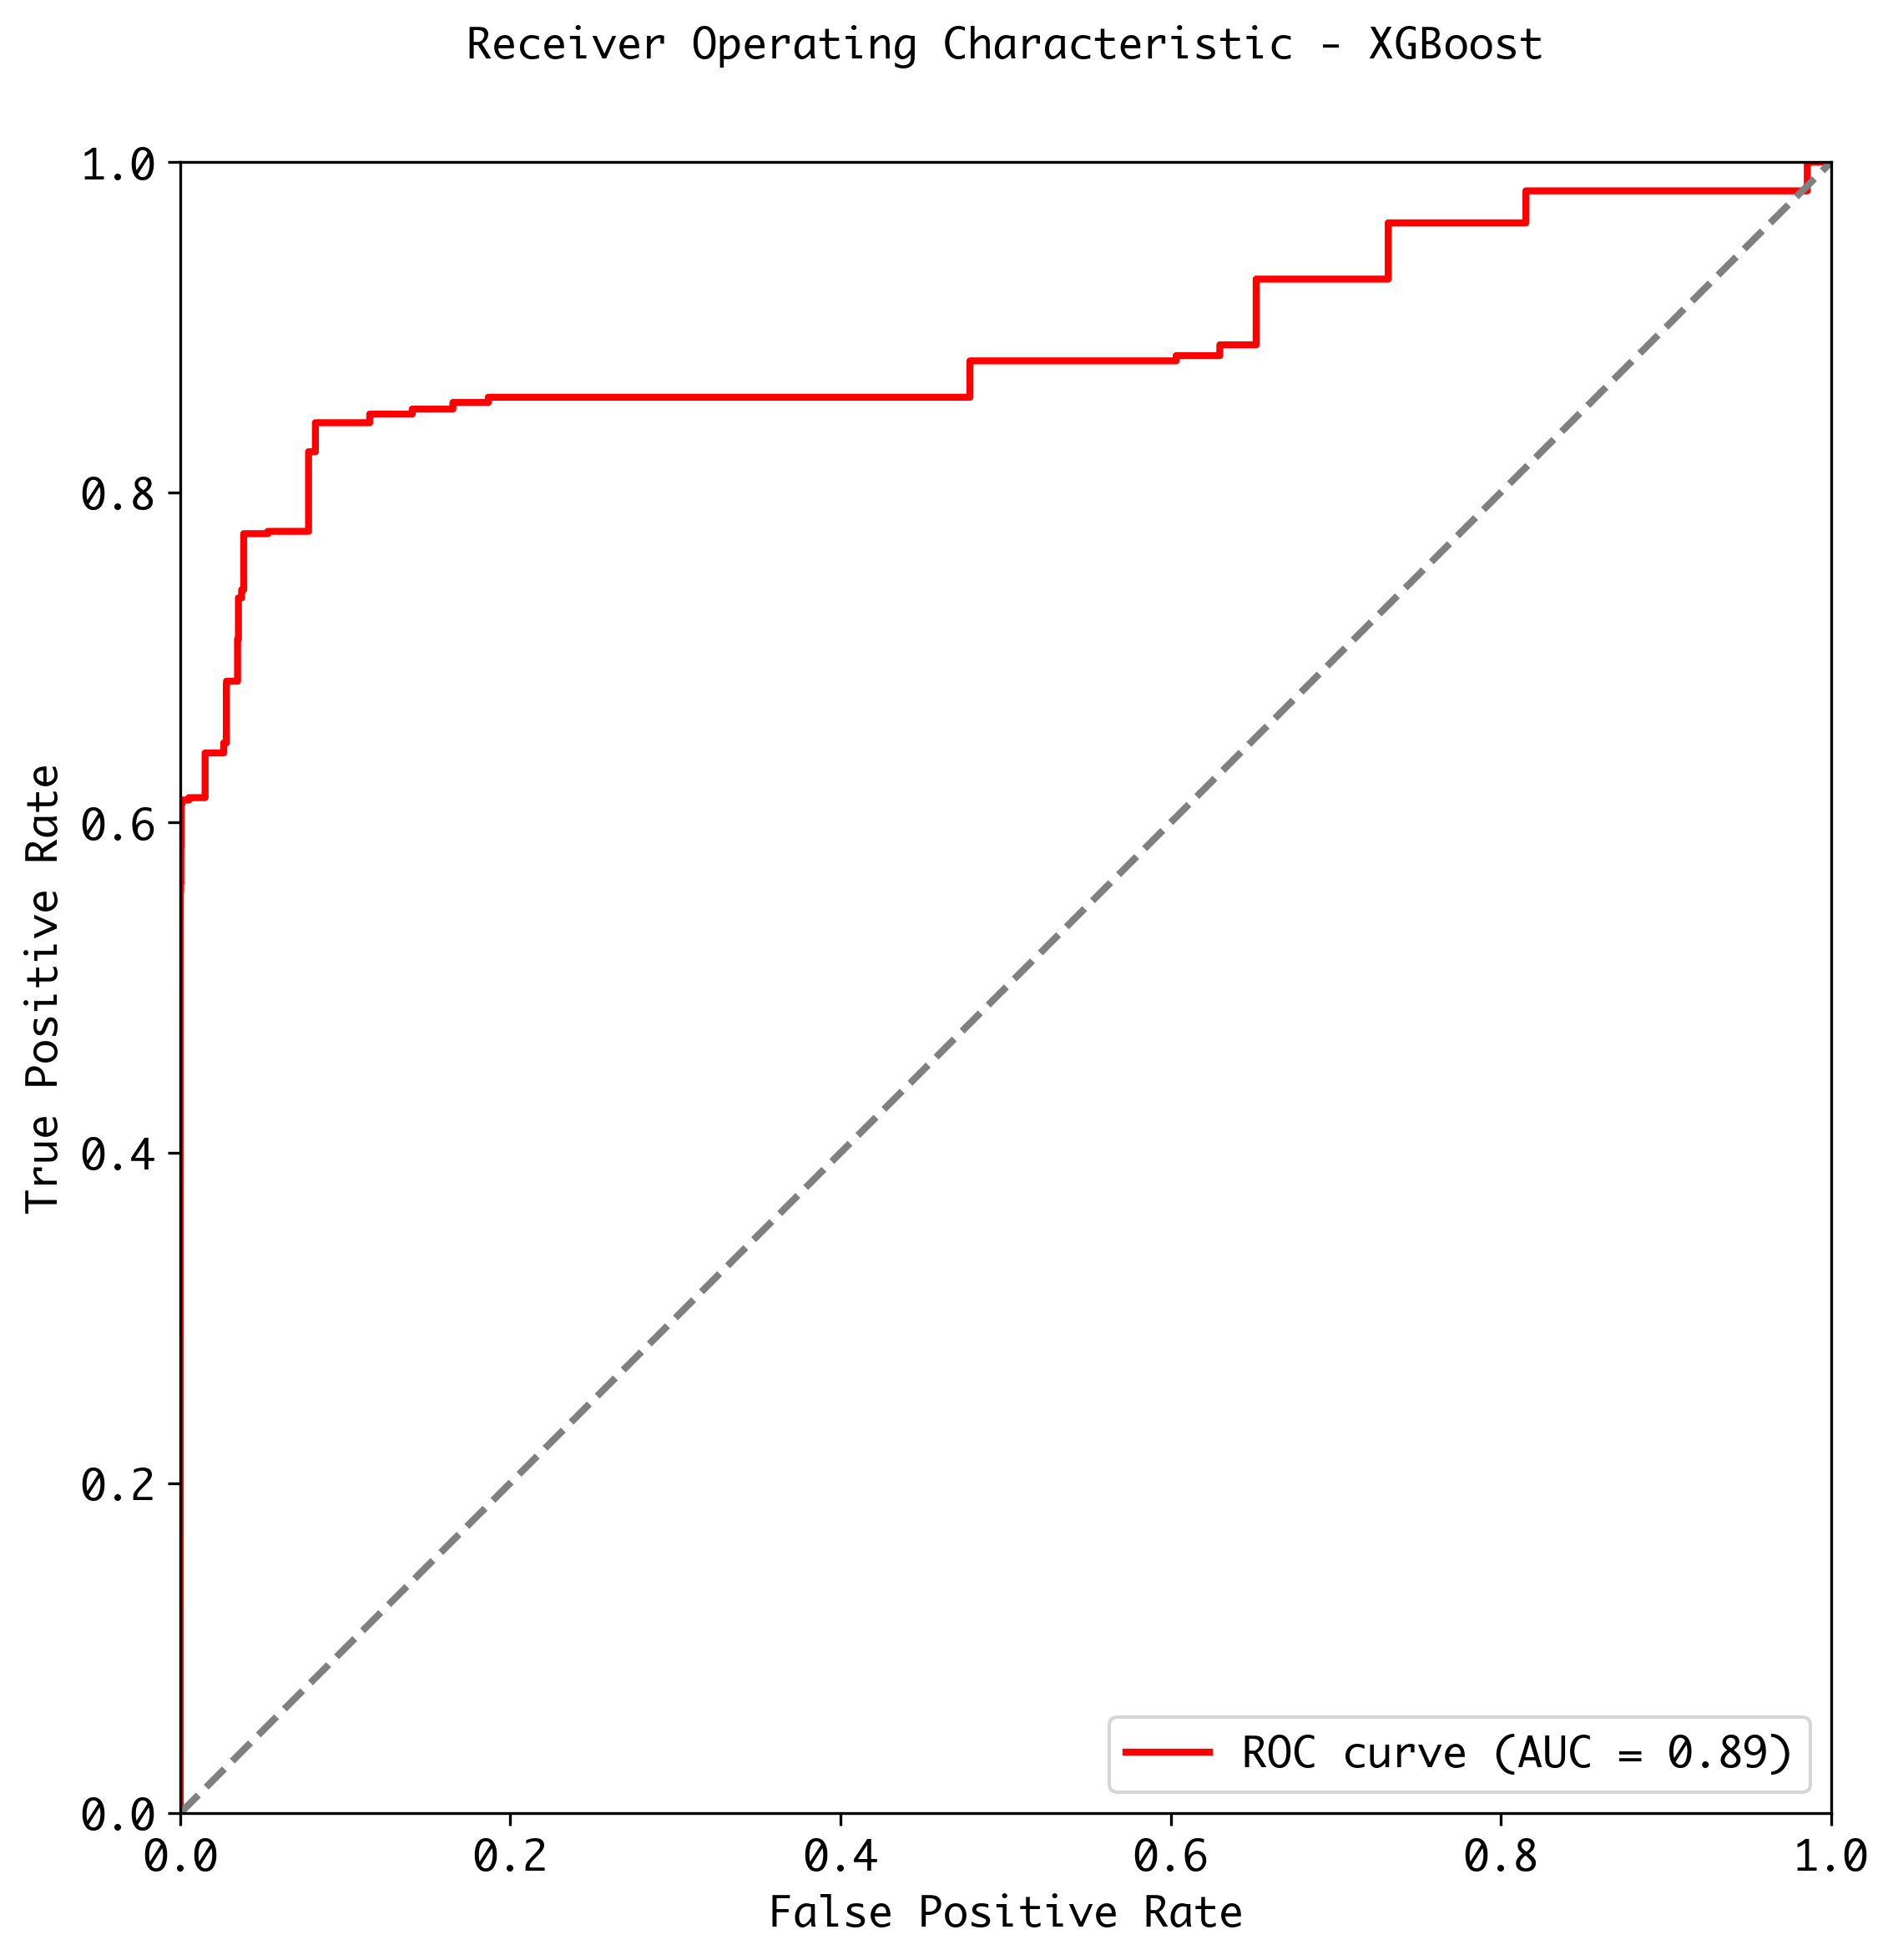 Receiver Operating Characteristic - XGBoost
1.0
0.8
0.6
0.4
0.2
0.0
True Positive Rate
ROC curve (AUC = 0.89)
0.0 0.2 0.4 0.6 0.8 1.0
False Positive Rate